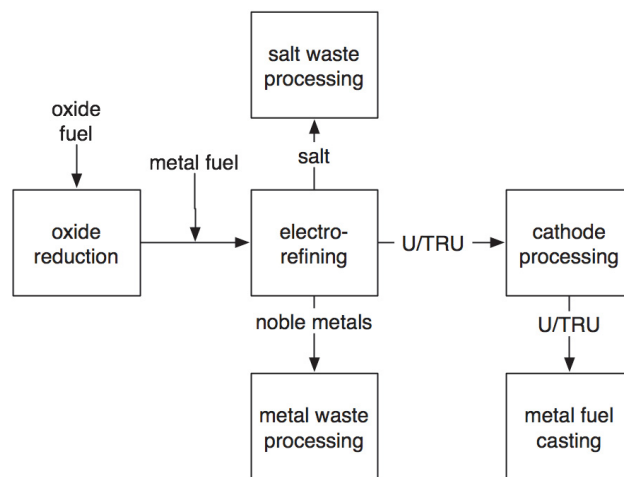 salt waste
processing
oxide
fuel
metal fuel
salt
oxide
reduction
electro-
refining
U/TRU
cathode
processing
noble metals
U/TRU
metal waste
processing
metal fuel
casting